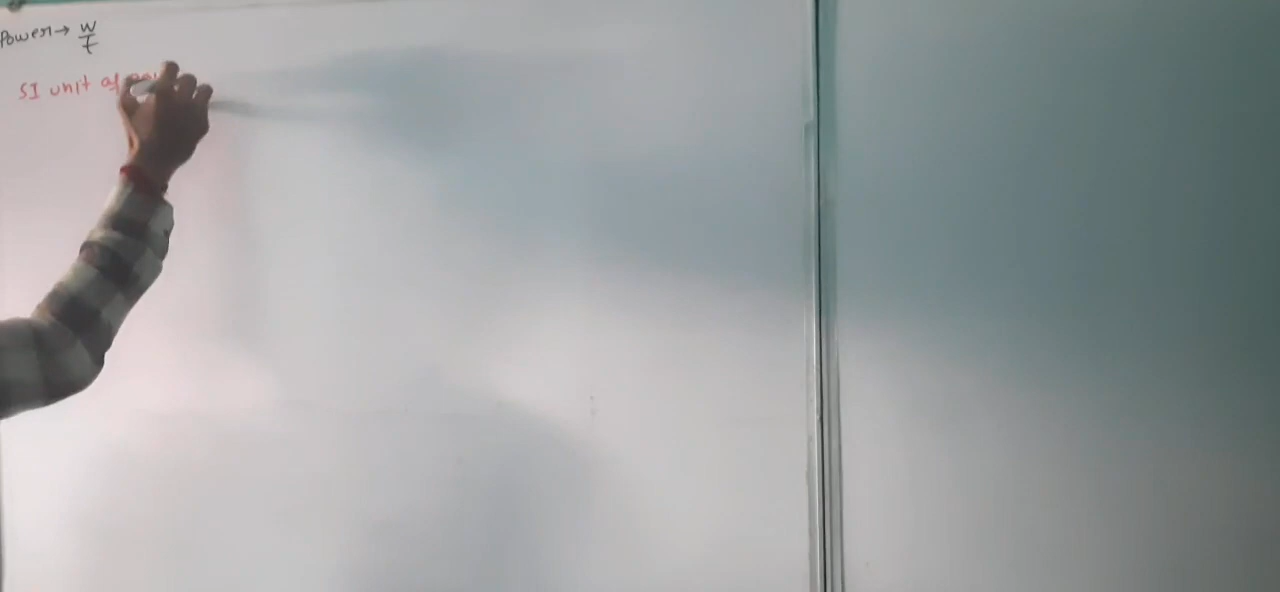 Power → W/t
SI unit of